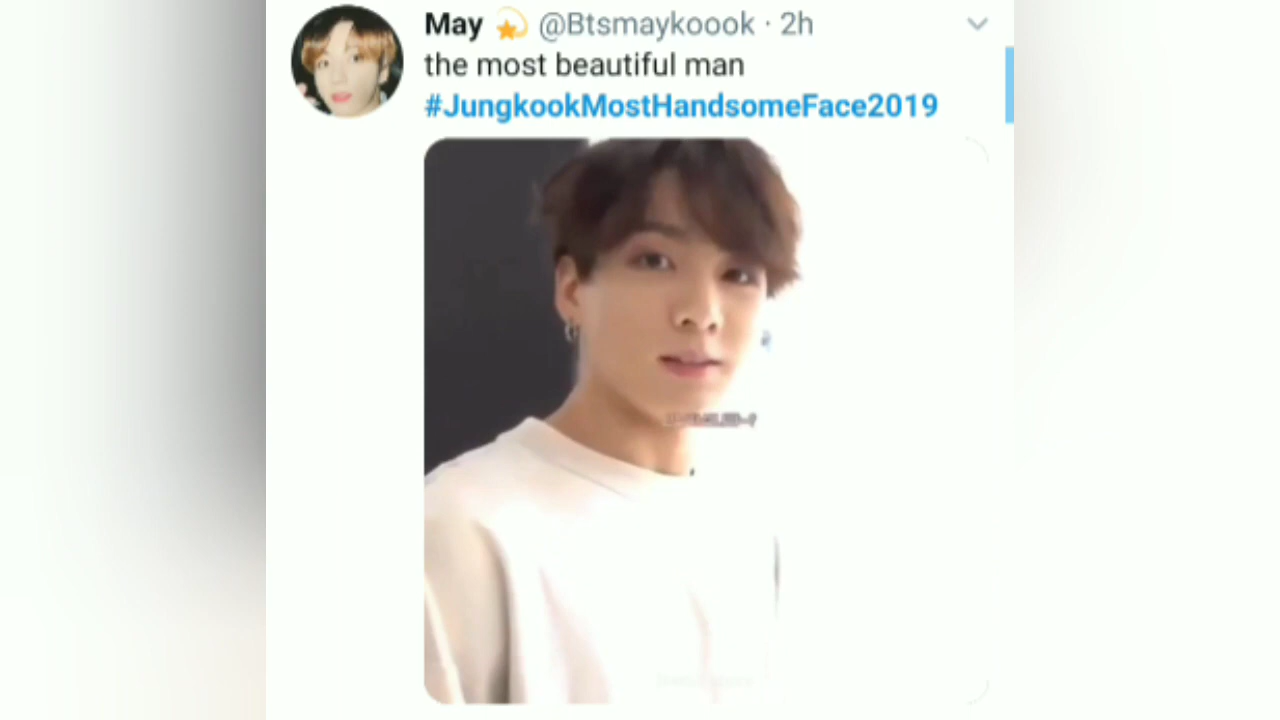 May 💫 @Btsmaykoook · 2h
the most beautiful man
#JungkookMostHandsomeFace2019